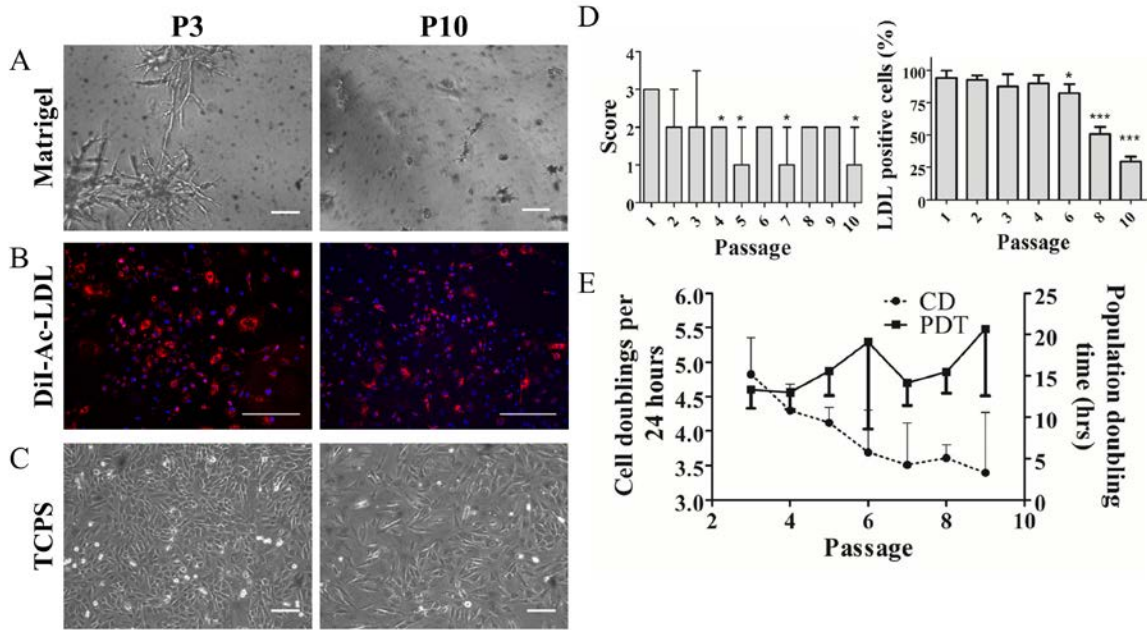 P3 P10
A
Matrigel
B
Dil-Ac-LDL
C
TCPS
D
Score
4
3
2
1
0
* * * *
1 2 3 4 5 6 7 8 9 10
Passage
LDL positive cells (%)
100
75
50
25
0
* *** ***
1 2 3 4 6 8 10
Passage
E
Cell doublings per
24 hours
6.0
5.5
5.0
4.5
4.0
3.5
3.0
CD
PDT
25
20
15
10
5
0
Population doubling
time (hrs)
2 4 6 8 10
Passage